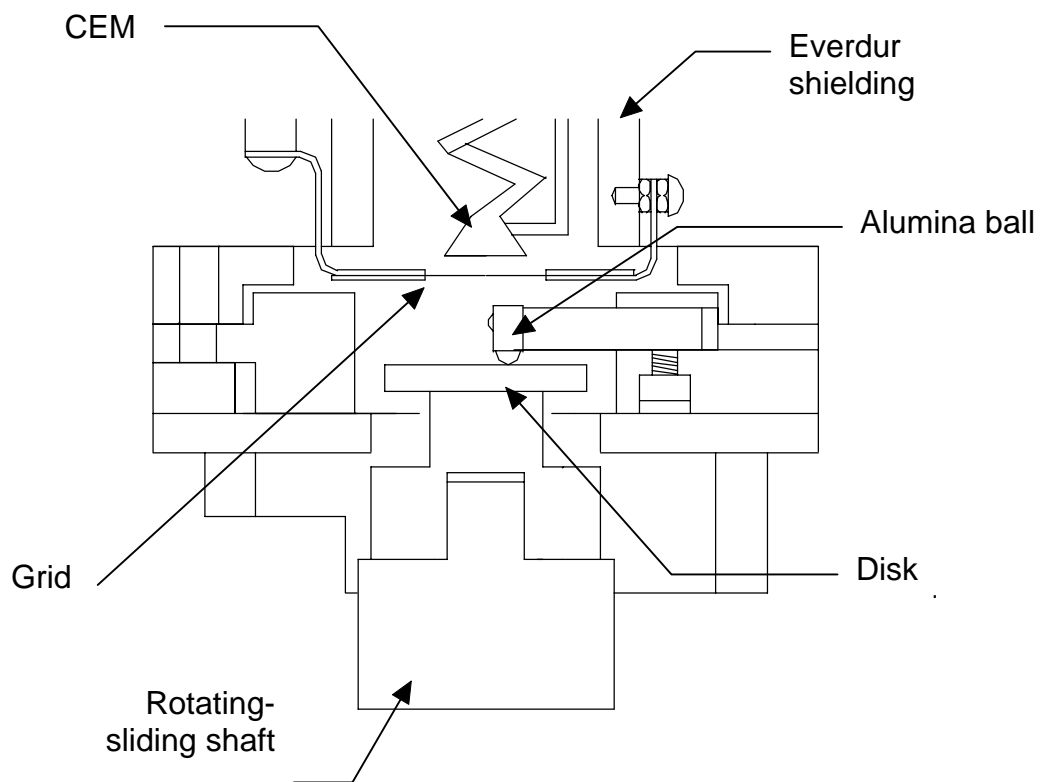 CEM
Everdur
shielding
Alumina ball
Grid
Disk
Rotating-
sliding shaft